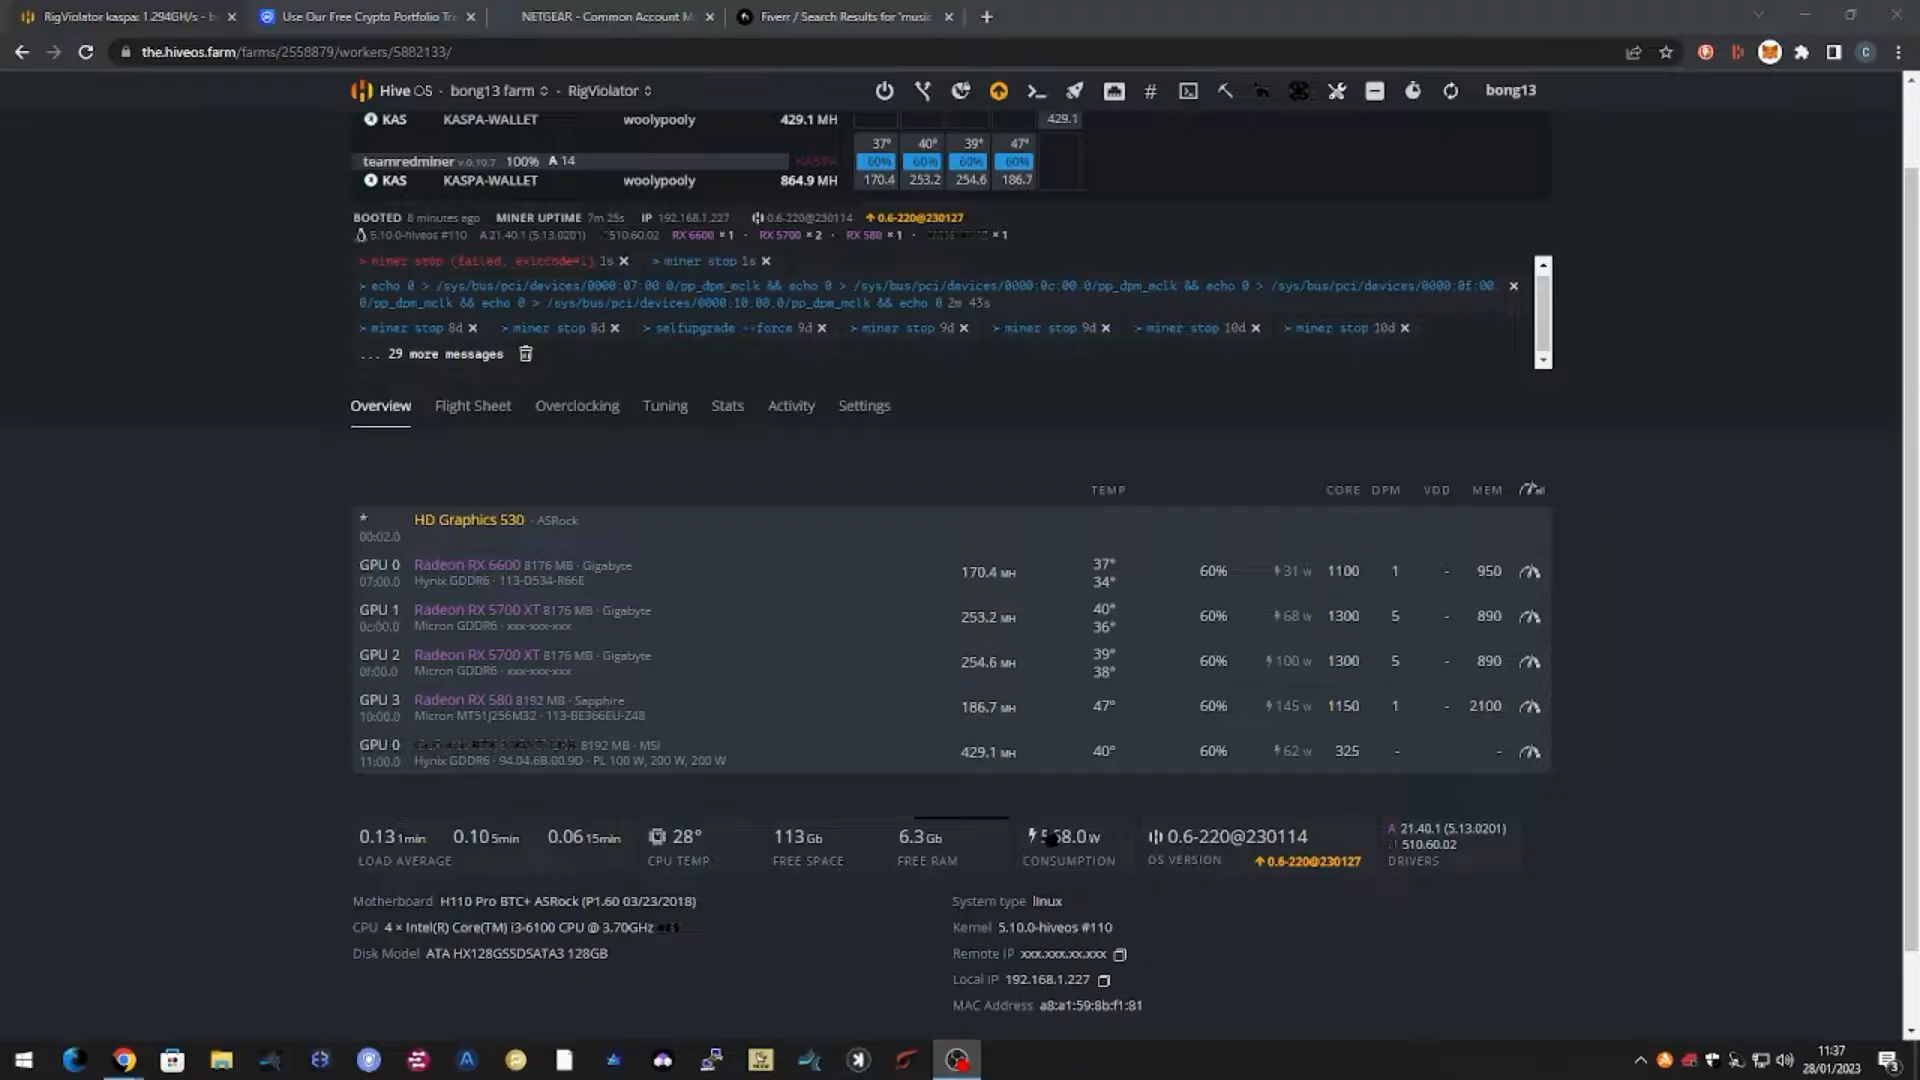 RigViolator kaspa: 1.294GH/s - b
Use Our Free Crypto Portfolio Tra
NETGEAR - Common Account M
Fiverr / Search Results for 'music
the.hiveos.farm/farms/2558879/workers/5882133/
Hive OS · bong13 farm · RigViolator
bong13
KAS KASPA-WALLET woolypooly 429.1 MH 429.1
37° 40° 39° 47°
teamredminer v.0.10.7 100% A 14 KASPA 60% 60% 60% 60%
KAS KASPA-WALLET woolypooly 864.9 MH 170.4 253.2 254.6 186.7
BOOTED 8 minutes ago MINER UPTIME 7m 25s IP 192.168.1.227 0.6-220@230114 0.6-220@230127
5.10.0-hiveos #110 A 21.40.1 (5.13.0201) 510.60.02 RX 6600 × 1 · RX 5700 × 2 · RX 580 × 1 · × 1
> miner stop (failed, exitcode=1) 1s × > miner stop 1s ×
> echo 0 > /sys/bus/pci/devices/0000:07:00.0/pp_dpm_mclk && echo 0 > /sys/bus/pci/devices/0000:0c:00.0/pp_dpm_mclk && echo 0 > /sys/bus/pci/devices/0000:0f:00.
0/pp_dpm_mclk && echo 0 > /sys/bus/pci/devices/0000:10:00.0/pp_dpm_mclk && echo 0 2m 43s
> miner stop 8d × > miner stop 8d × > selfupgrade --force 9d × > miner stop 9d × > miner stop 9d × > miner stop 10d × > miner stop 10d ×
... 29 more messages
Overview Flight Sheet Overclocking Tuning Stats Activity Settings
TEMP CORE DPM VDD MEM
* HD Graphics 530 · ASRock
00:02.0
GPU 0 Radeon RX 6600 8176 MB · Gigabyte 170.4 MH 37° 60% 31 w 1100 1 - 950
07:00.0 Hynix GDDR6 · 113-D534-R66E 34°
GPU 1 Radeon RX 5700 XT 8176 MB · Gigabyte 253.2 MH 40° 60% 68 w 1300 5 - 890
0c:00.0 Micron GDDR6 · xxx-xxx-xxx 36°
GPU 2 Radeon RX 5700 XT 8176 MB · Gigabyte 254.6 MH 39° 60% 100 w 1300 5 - 890
0f:00.0 Micron GDDR6 · xxx-xxx-xxx 38°
GPU 3 Radeon RX 580 8192 MB · Sapphire 186.7 MH 47° 60% 145 w 1150 1 - 2100
10:00.0 Micron MT51J256M32 · 113-BE366EU-Z48
GPU 0 8192 MB · MSI 429.1 MH 40° 60% 62 w 325 - -
11:00.0 Hynix GDDR6 · 94.04.6B.00.9D · PL 100 W, 200 W, 200 W
0.13 1min 0.10 5min 0.06 15min 28° 113 Gb 6.3 Gb 0.6-220@230114 A 21.40.1 (5.13.0201)
510.60.02
LOAD AVERAGE CPU TEMP FREE SPACE FREE RAM CONSUMPTION OS VERSION 0.6-220@230127 DRIVERS
Motherboard H110 Pro BTC+ ASRock (P1.60 03/23/2018)
CPU 4 × Intel(R) Core(TM) i3-6100 CPU @ 3.70GHz
Disk Model ATA HX128GSSDSATA3 128GB
System type linux
Kernel 5.10.0-hiveos #110
Remote IP xxx.xxx.xx.xxx
Local IP 192.168.1.227
MAC Address a8:a1:59:8b:f1:81
11:37
28/01/2023
3